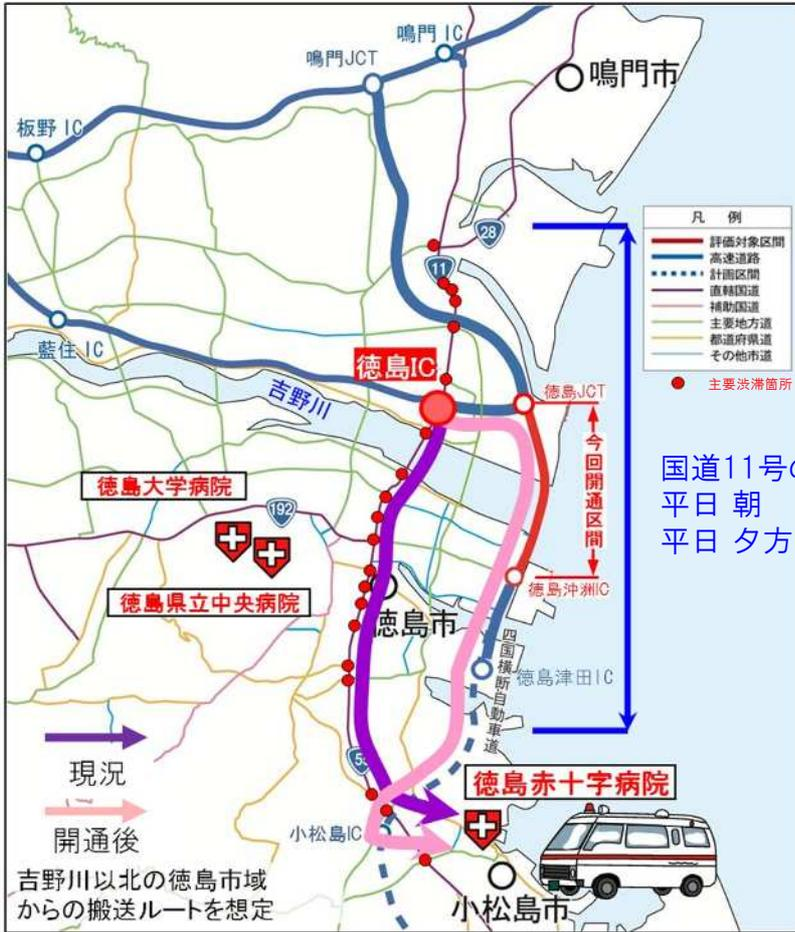 鳴門IC
鳴門JCT
鳴門市
板野IC
28
凡 例
評価対象区間
高速道路
計画区間
直轄国道
補助国道
主要地方道
都道府県道
その他市道
主要渋滞箇所
11
藍住IC
徳島IC
徳島JCT
吉野川
今回開通区間
国道11号の
平日 朝
平日 夕方
徳島大学病院
192
徳島県立中央病院
徳島沖洲IC
徳島市
四国横断自動車道
徳島津田IC
現況
55
徳島赤十字病院
開通後
小松島IC
吉野川以北の徳島市域
からの搬送ルートを想定
小松島市